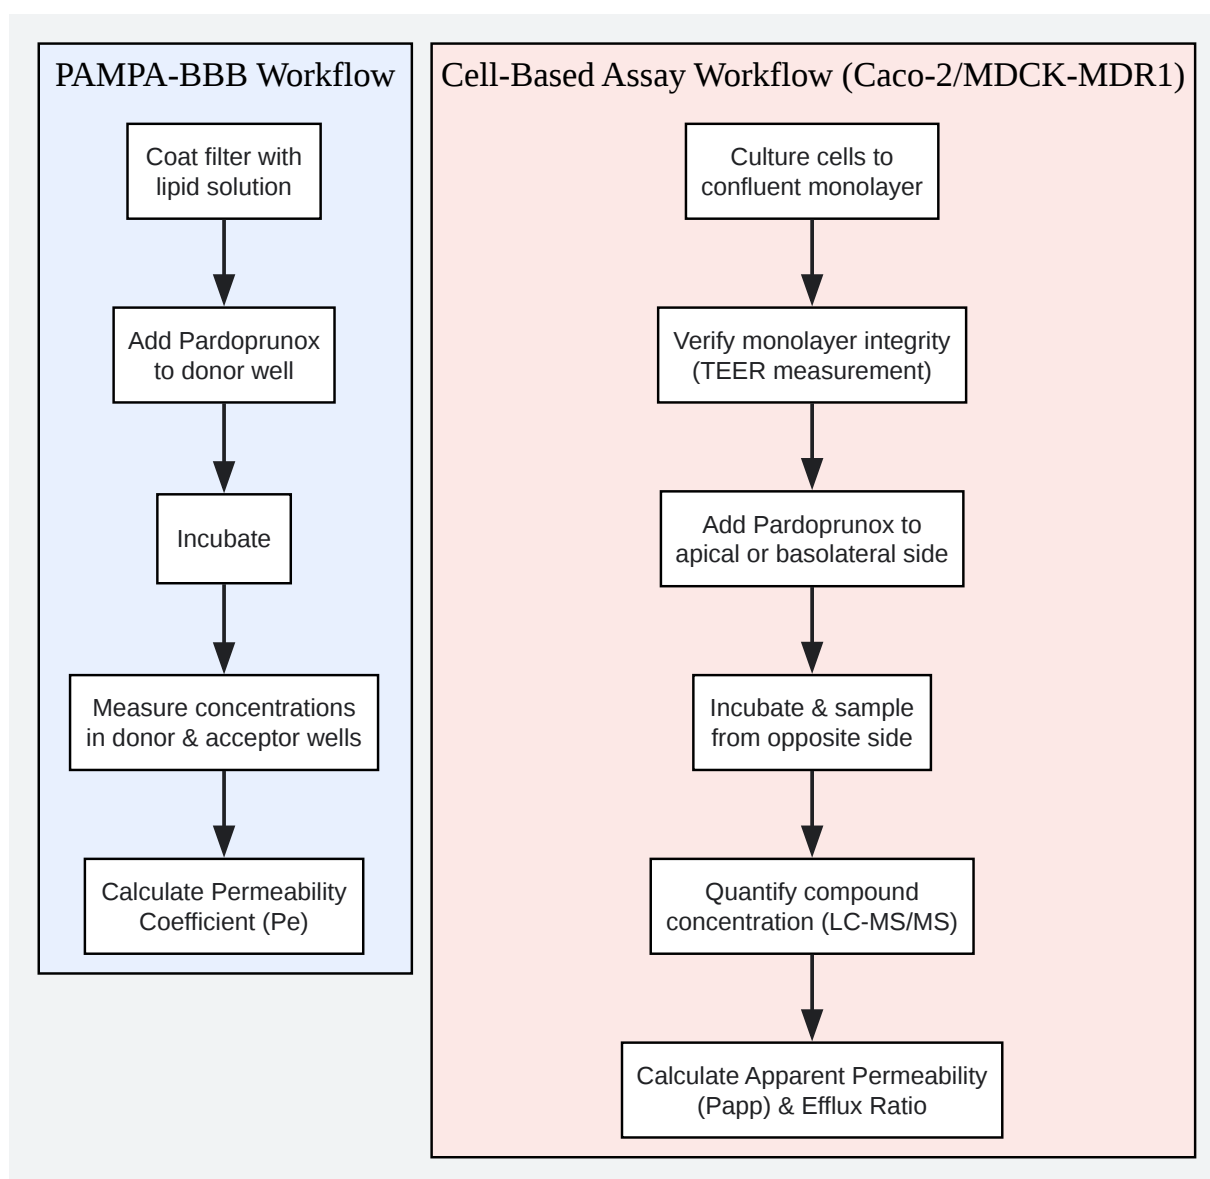 PAMPA-BBB Workflow
Coat filter with
lipid solution
Add Pardoprunox
to donor well
Incubate
Measure concentrations
in donor & acceptor wells
Calculate Permeability
Coefficient (Pe)
Cell-Based Assay Workflow (Caco-2/MDCK-MDR1)
Culture cells to
confluent monolayer
Verify monolayer integrity
(TEER measurement)
Add Pardoprunox to
apical or basolateral side
Incubate & sample
from opposite side
Quantify compound
concentration (LC-MS/MS)
Calculate Apparent Permeability
(Papp) & Efflux Ratio